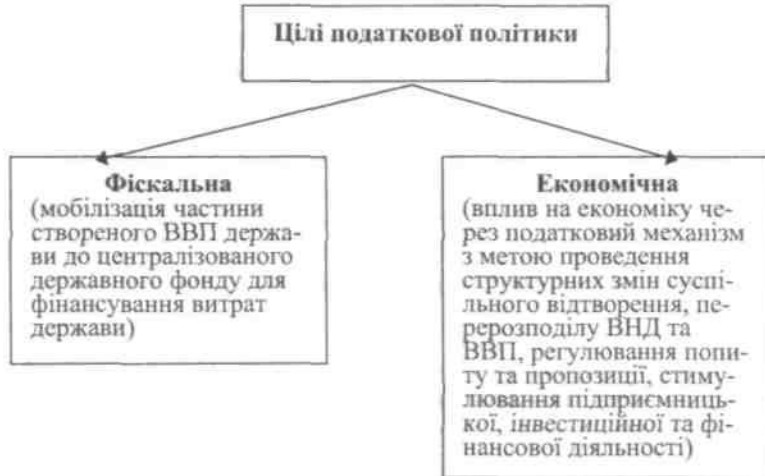 Цілі податкової політики
Фіскальна
(мобілізація частини
створеного ВВП держа-
ви до централізованого
державного фонду для
фінансування витрат
держави)
Економічна
(вплив на економіку че-
рез податковий механізм
з метою проведення
структурних змін суспі-
льного відтворення, пе-
рерозподілу ВНД та
ВВП, регулювання попи-
ту та пропозиції, стиму-
лювання підприємниць-
кої, інвестиційної та фі-
нансової діяльності)